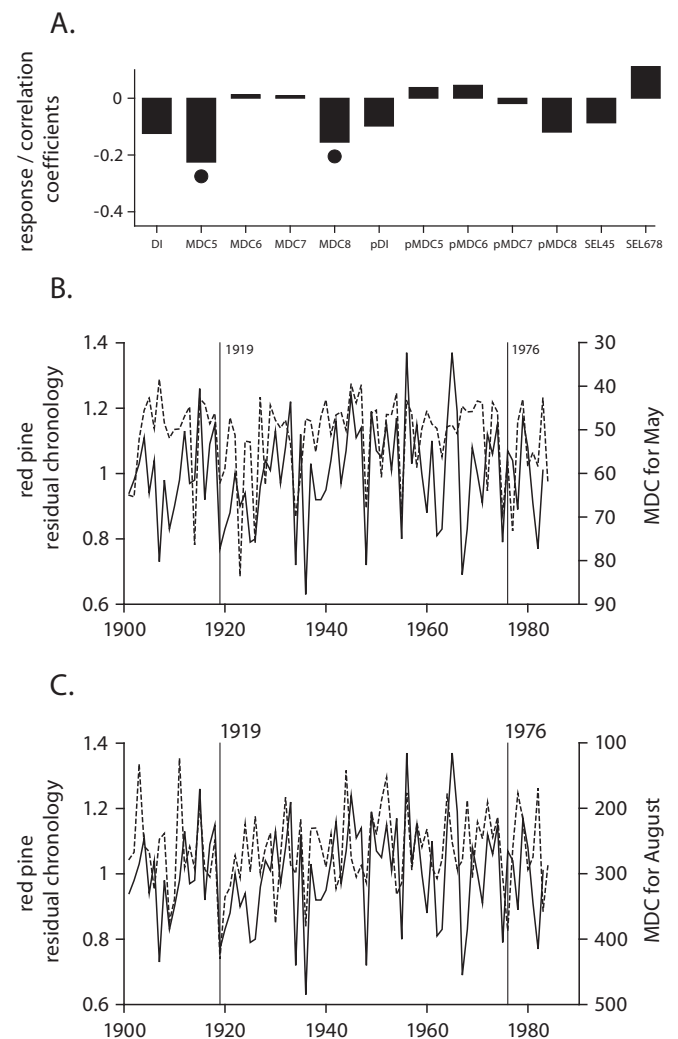 A.
response / correlation
coefficients
0
-0.2
-0.4
DI MDC5 MDC6 MDC7 MDC8 pDI pMDC5 pMDC6 pMDC7 pMDC8 SEL45 SEL678
B.
red pine
residual chronology
1.4
1.2
1
0.8
0.6
1919
1976
30
40
50
60
70
80
90
MDC for May
1900 1920 1940 1960 1980
C.
red pine
residual chronology
1.4
1.2
1
0.8
0.6
1919
1976
100
200
300
400
500
MDC for August
1900 1920 1940 1960 1980